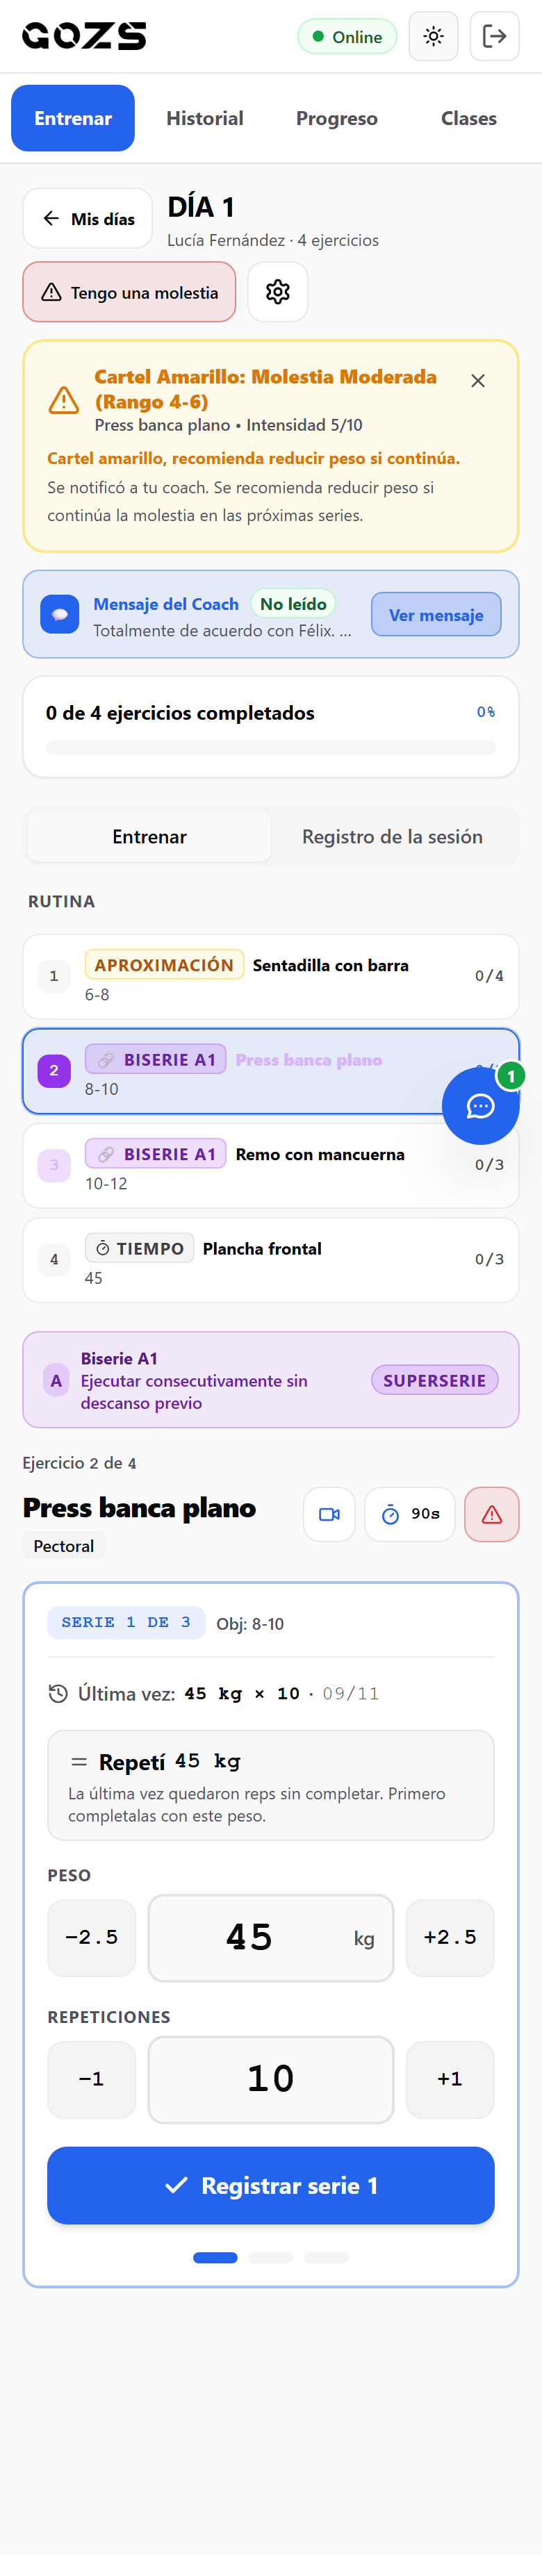 GOZS
Online
Entrenar
Historial
Progreso
Clases
Mis días
DÍA 1
Lucía Fernández · 4 ejercicios
Tengo una molestia
Cartel Amarillo: Molestia Moderada
(Rango 4-6)
Press banca plano • Intensidad 5/10
Cartel amarillo, recomienda reducir peso si continúa.
Se notificó a tu coach. Se recomienda reducir peso si
continúa la molestia en las próximas series.
Mensaje del Coach
No leído
Totalmente de acuerdo con Félix. ...
Ver mensaje
0 de 4 ejercicios completados
0%
Entrenar
Registro de la sesión
RUTINA
1
APROXIMACIÓN
Sentadilla con barra
6-8
0/4
2
BISERIE A1
Press banca plano
8-10
1
3
BISERIE A1
Remo con mancuerna
10-12
0/3
4
TIEMPO
Plancha frontal
45
0/3
A
Biserie A1
Ejecutar consecutivamente sin
descanso previo
SUPERSERIE
Ejercicio 2 de 4
Press banca plano
90s
Pectoral
SERIE 1 DE 3
Obj: 8-10
Última vez: 45 kg × 10 · 09/11
= Repetí 45 kg
La última vez quedaron reps sin completar. Primero
completalas con este peso.
PESO
−2.5
45 kg
+2.5
REPETICIONES
−1
10
+1
Registrar serie 1